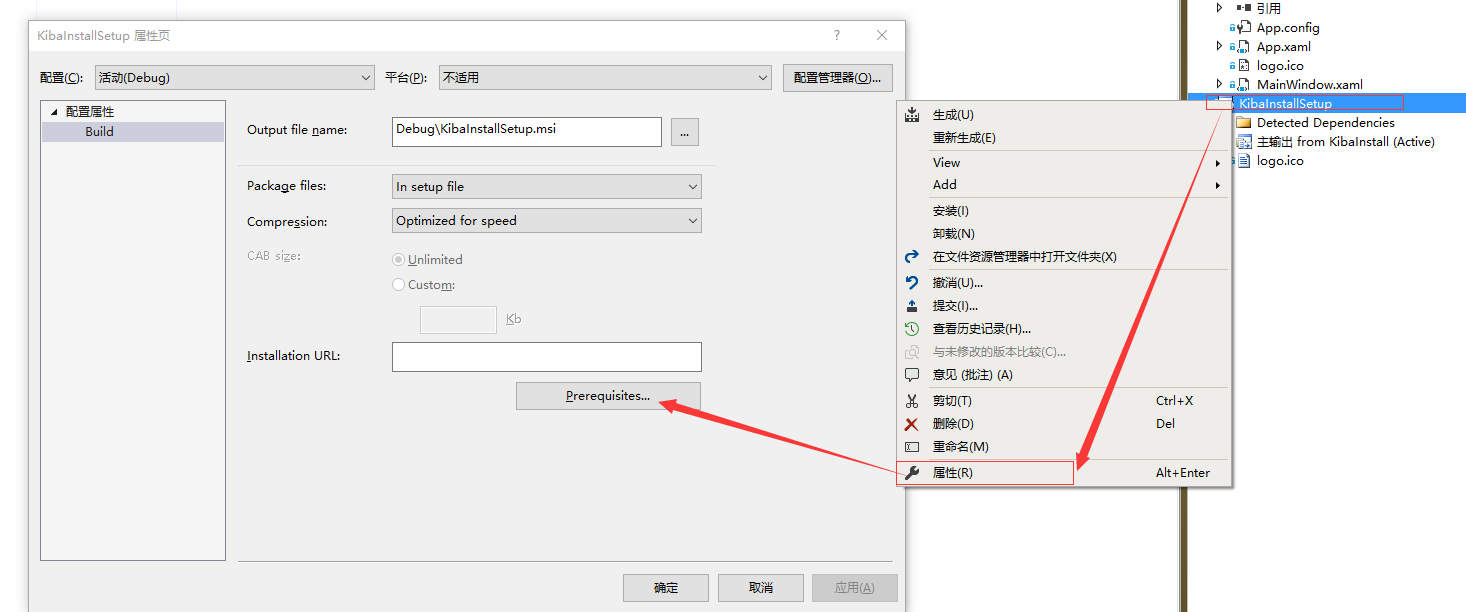 KibaInstallSetup 属性页
?
配置(C):
活动(Debug)
平台(P):
不适用
配置管理器(O)...
配置属性
Build
Output file name:
Debug\KibaInstallSetup.msi
...
Package files:
In setup file
Compression:
Optimized for speed
CAB size:
Unlimited
Custom:
Kb
Installation URL:
Prerequisites...
确定
取消
应用(A)
生成(U)
重新生成(E)
View
Add
安装(I)
卸载(N)
在文件资源管理器中打开文件夹(X)
撤消(U)...
提交(I)...
查看历史记录(H)...
与未修改的版本比较(C)...
意见 (批注) (A)
剪切(T) Ctrl+X
删除(D) Del
重命名(M)
属性(R) Alt+Enter
引用
App.config
App.xaml
logo.ico
MainWindow.xaml
KibaInstallSetup
Detected Dependencies
主输出 from KibaInstall (Active)
logo.ico